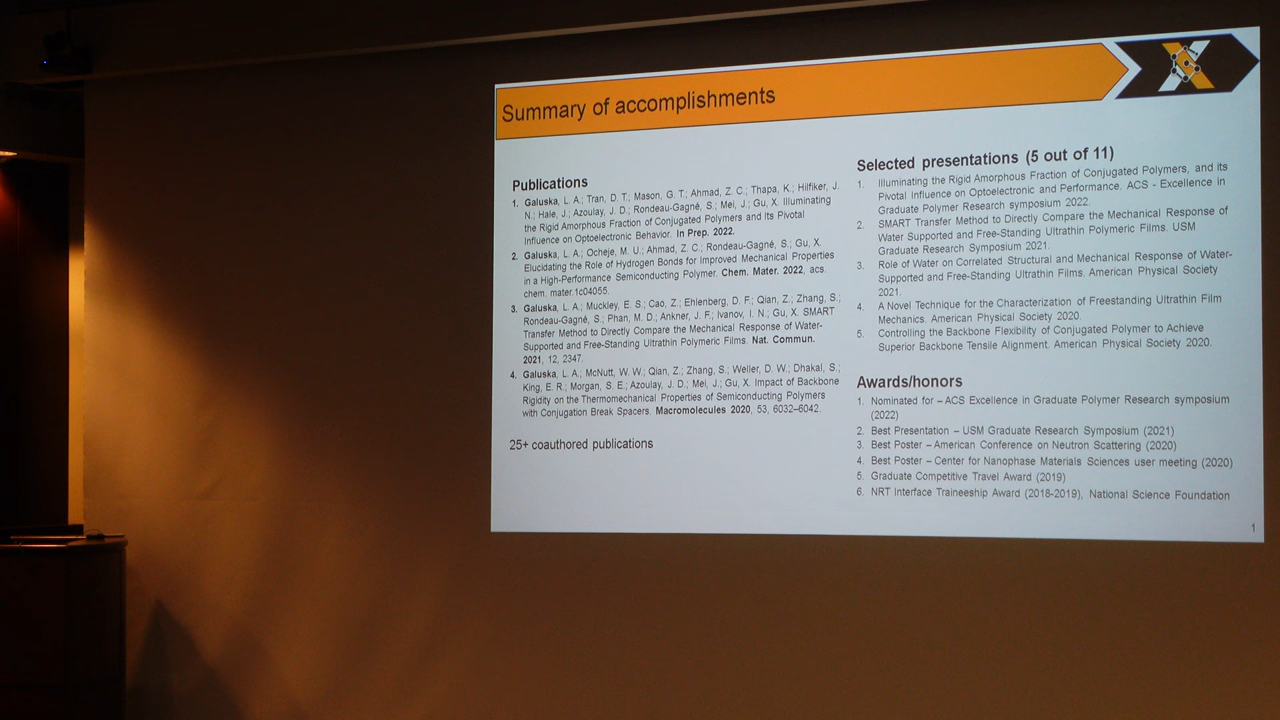 Summary of accomplishments
Publications
1. Galuska, L. A.; Tran, D. T.; Mason, G. T.; Ahmad, Z. C.; Thapa, K.; Hilfiker, J.
N.; Hale, J.; Azoulay, J. D.; Rondeau-Gagné, S.; Mei, J.; Gu, X. Illuminating
the Rigid Amorphous Fraction of Conjugated Polymers and its Pivotal
Influence on Optoelectronic Behavior. In Prep. 2022.
2. Galuska, L. A.; Ocheje, M. U.; Ahmad, Z. C.; Rondeau-Gagné, S.; Gu, X.
Elucidating the Role of Hydrogen Bonds for Improved Mechanical Properties
in a High-Performance Semiconducting Polymer. Chem. Mater. 2022, acs.
chem. mater.1c04055.
3. Galuska, L. A.; Muckley, E. S.; Cao, Z.; Ehlenberg, D. F.; Qian, Z.; Zhang, S.;
Rondeau-Gagné, S.; Phan, M. D.; Ankner, J. F.; Ivanov, I. N.; Gu, X. SMART
Transfer Method to Directly Compare the Mechanical Response of Water-
Supported and Free-Standing Ultrathin Polymeric Films. Nat. Commun.
2021, 12, 2347.
4. Galuska, L. A.; McNutt, W. W.; Qian, Z.; Zhang, S.; Weller, D. W.; Dhakal, S.;
King, E. R.; Morgan, S. E.; Azoulay, J. D.; Mei, J.; Gu, X. Impact of Backbone
Rigidity on the Thermomechanical Properties of Semiconducting Polymers
with Conjugation Break Spacers. Macromolecules 2020, 53, 6032–6042.
25+ coauthored publications
Selected presentations (5 out of 11)
1. Illuminating the Rigid Amorphous Fraction of Conjugated Polymers, and its
Pivotal Influence on Optoelectronic and Performance. ACS - Excellence in
Graduate Polymer Research symposium 2022.
2. SMART Transfer Method to Directly Compare the Mechanical Response of
Water Supported and Free-Standing Ultrathin Polymeric Films. USM
Graduate Research Symposium 2021.
3. Role of Water on Correlated Structural and Mechanical Response of Water-
Supported and Free-Standing Ultrathin Films. American Physical Society
2021.
4. A Novel Technique for the Characterization of Freestanding Ultrathin Film
Mechanics. American Physical Society 2020.
5. Controlling the Backbone Flexibility of Conjugated Polymer to Achieve
Superior Backbone Tensile Alignment. American Physical Society 2020.
Awards/honors
1. Nominated for – ACS Excellence in Graduate Polymer Research symposium
(2022)
2. Best Presentation – USM Graduate Research Symposium (2021)
3. Best Poster – American Conference on Neutron Scattering (2020)
4. Best Poster – Center for Nanophase Materials Sciences user meeting (2020)
5. Graduate Competitive Travel Award (2019)
6. NRT Interface Traineeship Award (2018-2019), National Science Foundation
1